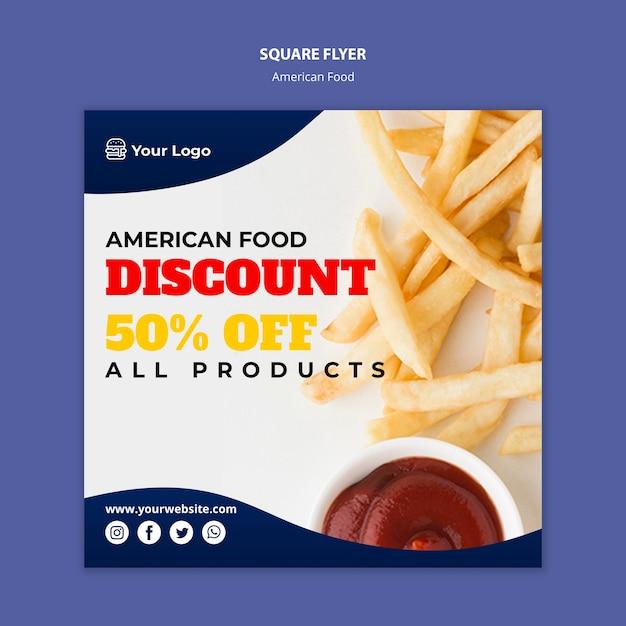 SQUARE FLYER
American Food
Your Logo
AMERICAN FOOD
DISCOUNT
50% OFF
ALL PRODUCTS
www.yourwebsite.com